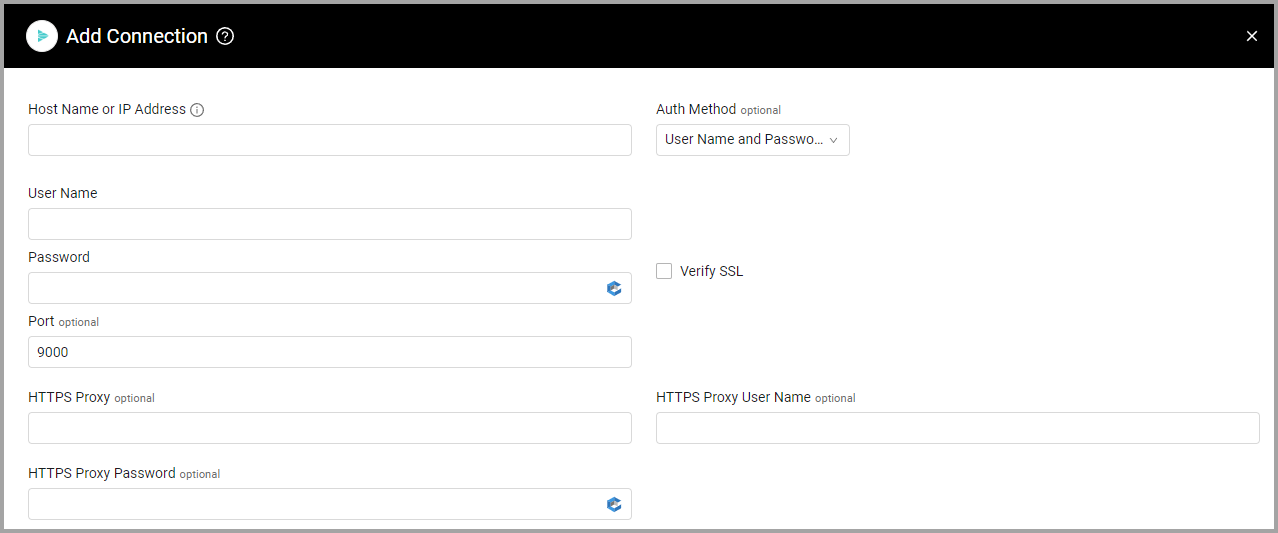 Add Connection ?
Host Name or IP Address
Auth Method optional
User Name and Passwo...
User Name
Password
Verify SSL
Port optional
9000
HTTPS Proxy optional
HTTPS Proxy User Name optional
HTTPS Proxy Password optional